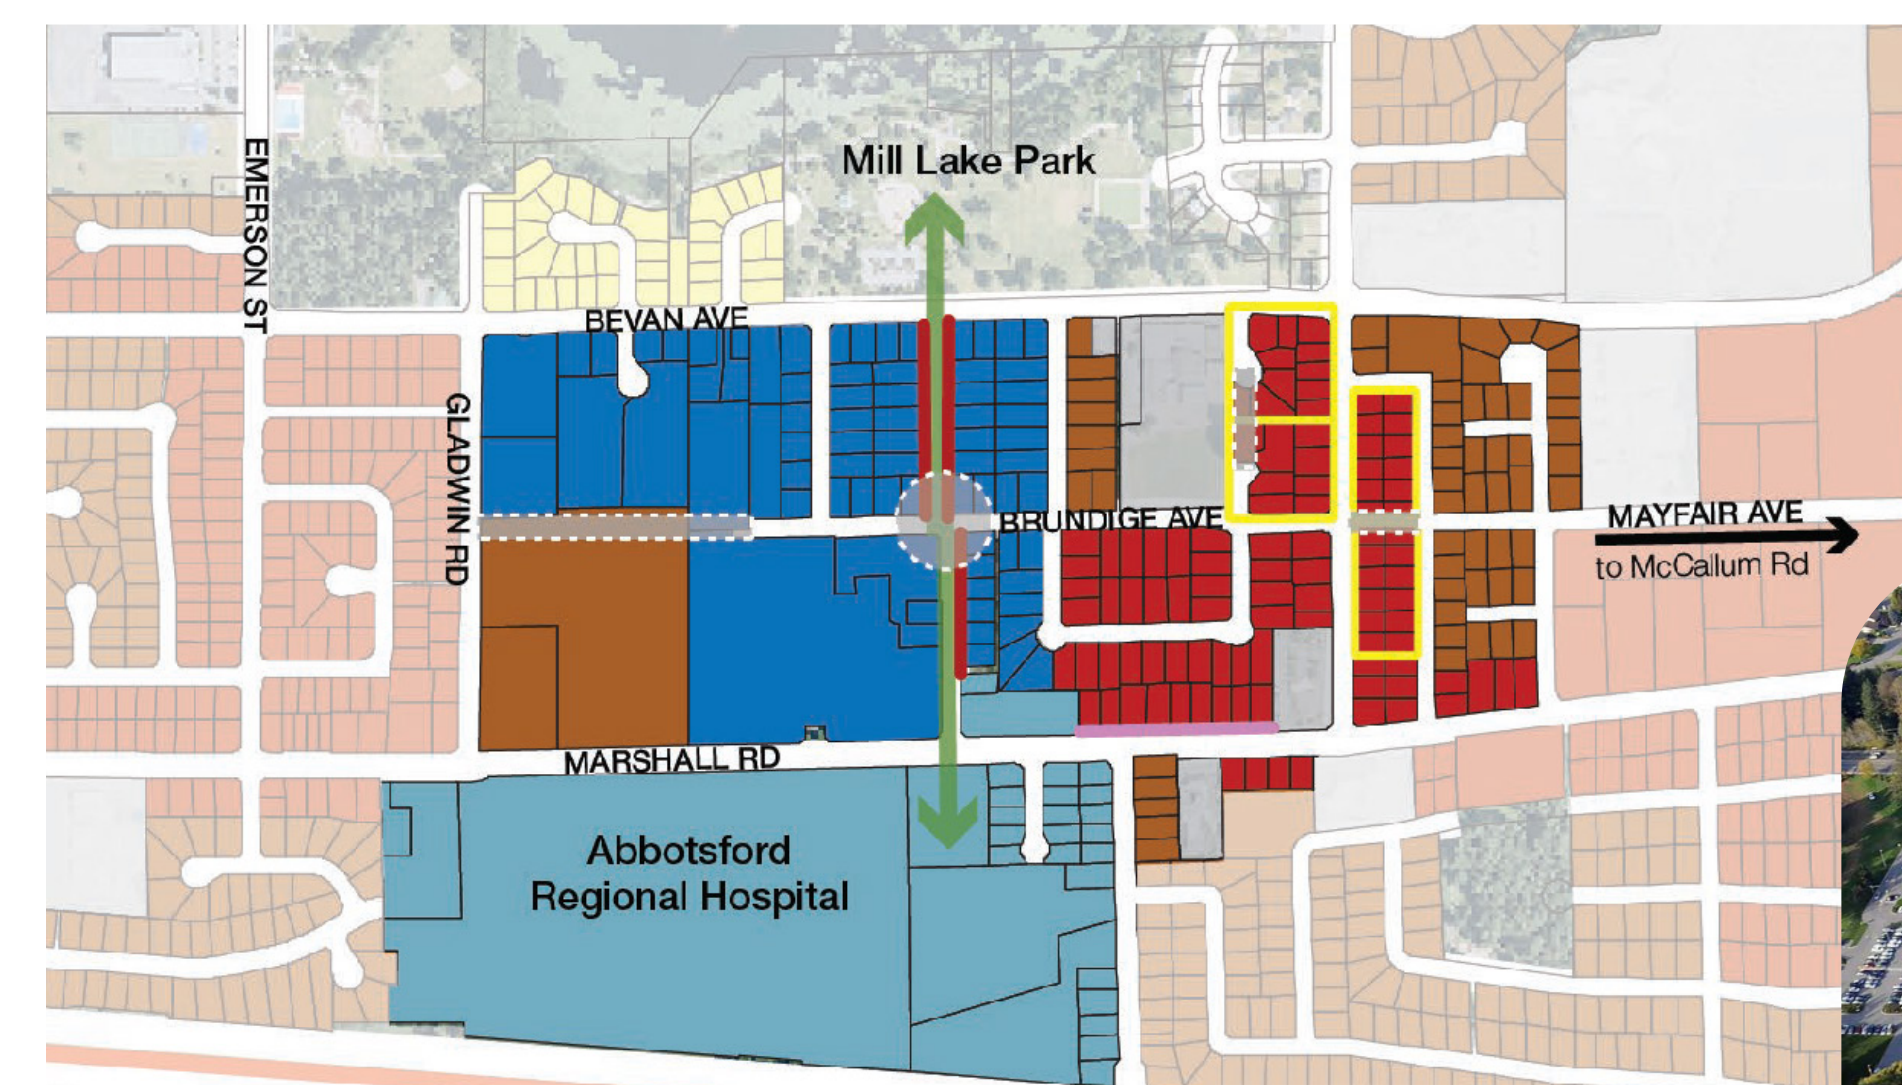 Mill Lake Park
EMERSON ST
BEVAN AVE
GLADWIN RD
BRUNDIGE AVE
MAYFAIR AVE
to McCallum Rd
MARSHALL RD
Abbotsford
Regional Hospital